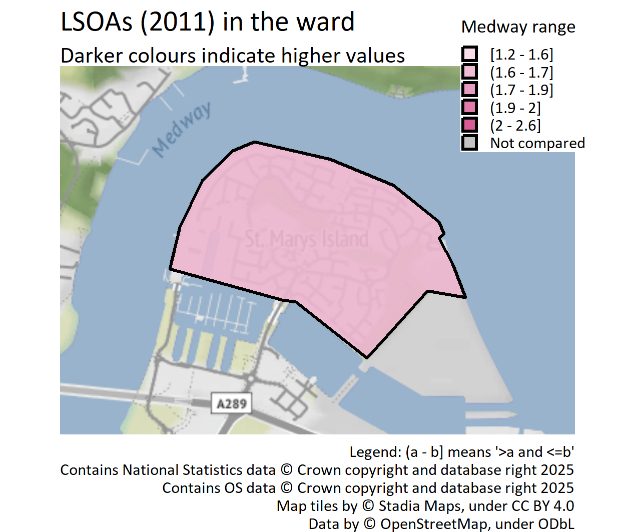 LSOAs (2011) in the ward
Darker colours indicate higher values
Medway range
[1.2 - 1.6]
(1.6 - 1.7]
(1.7 - 1.9]
(1.9 - 2]
(2 - 2.6]
Not compared
Medway
St. Marys Island
A289
Legend: (a - b] means '>a and <=b'
Contains National Statistics data © Crown copyright and database right 2025
Contains OS data © Crown copyright and database right 2025
Map tiles by © Stadia Maps, under CC BY 4.0
Data by © OpenStreetMap, under ODbL